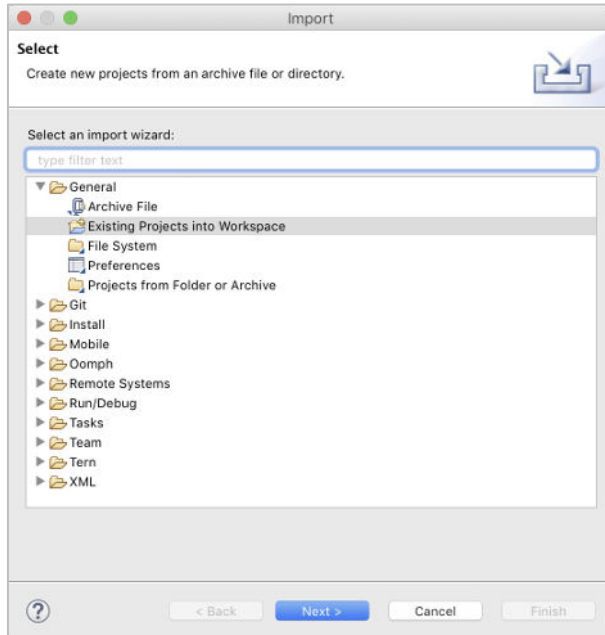 Import
Select
Create new projects from an archive file or directory.
Select an import wizard:
type filter text
General
Archive File
Existing Projects into Workspace
File System
Preferences
Projects from Folder or Archive
Git
Install
Mobile
Oomph
Remote Systems
Run/Debug
Tasks
Team
Tern
XML
? < Back Next > Cancel Finish